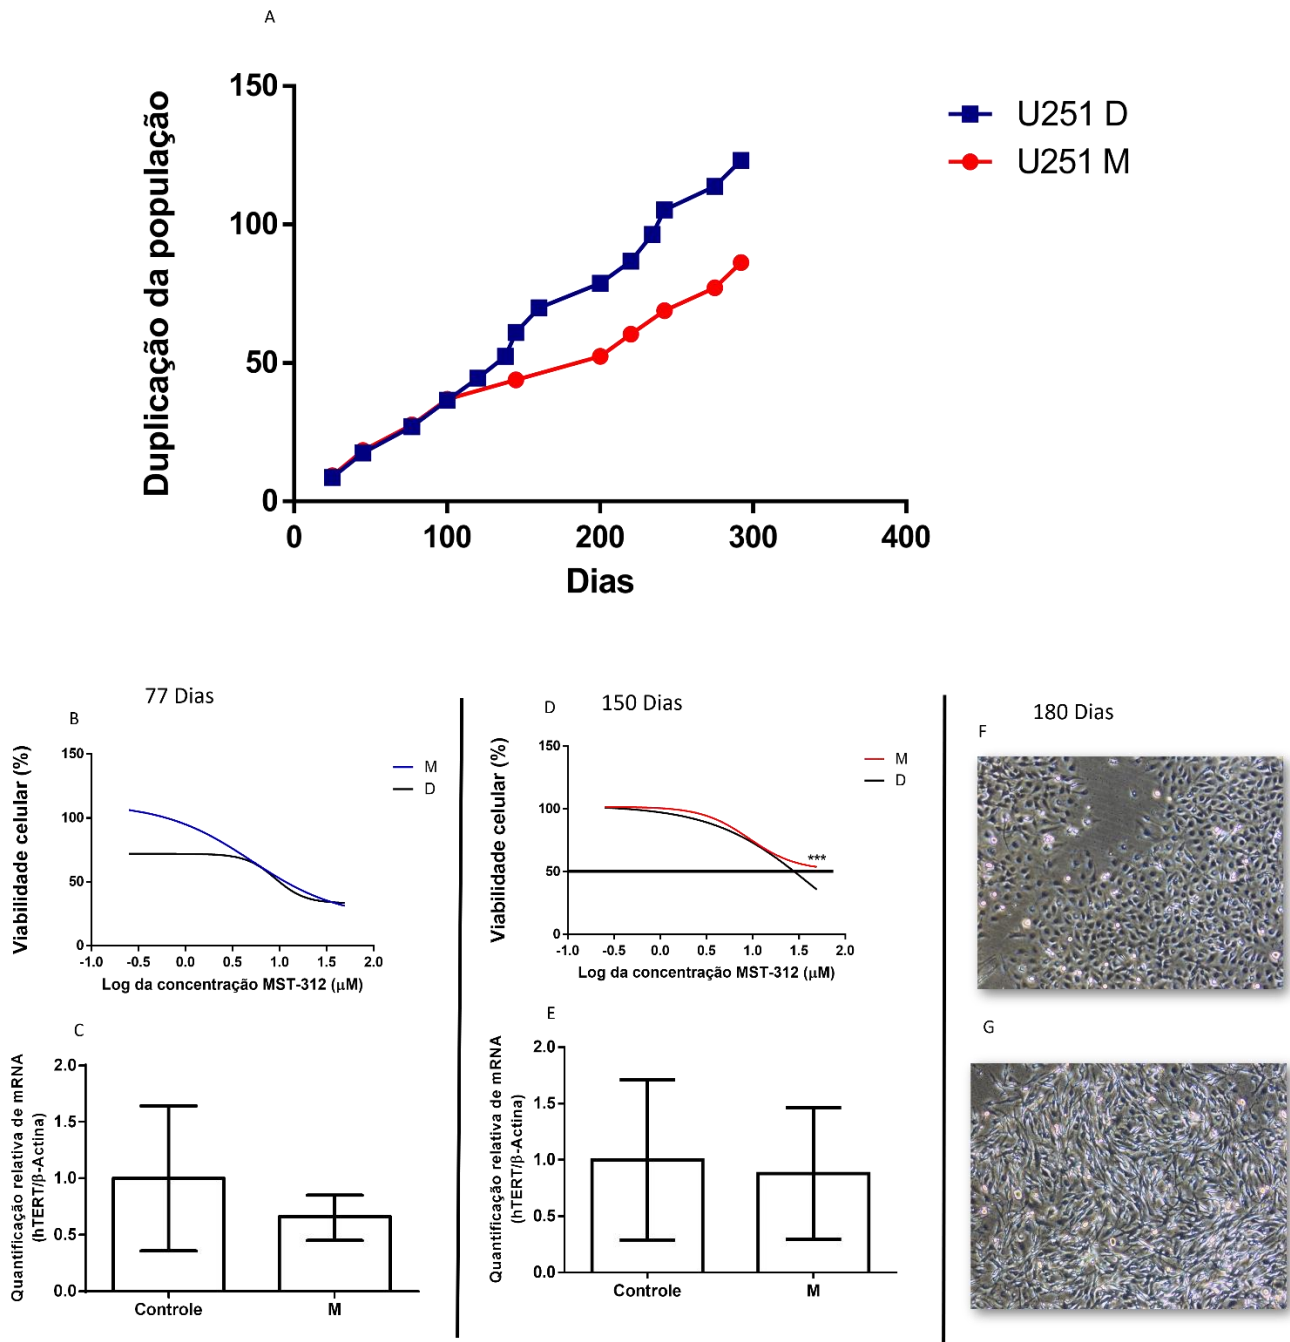 A
Duplicação da população
150
100
50
0
0 100 200 300 400
Dias
U251 D
U251 M
77 Dias
B
Viabilidade celular (%)
150
100
50
0
-1.0 -0.5 0.0 0.5 1.0 1.5 2.0
Log da concentração MST-312 (μM)
M
D
C
Quantificação relativa de mRNA
(hTERT/β-Actina)
2.0
1.5
1.0
0.5
0.0
Controle M
150 Dias
D
Viabilidade celular (%)
150
100
50
0
-1.0 -0.5 0.0 0.5 1.0 1.5 2.0
Log da concentração MST-312 (μM)
M
D
***
E
Quantificação relativa de mRNA
(hTERT/β-Actina)
2.0
1.5
1.0
0.5
0.0
Controle M
180 Dias
F
G